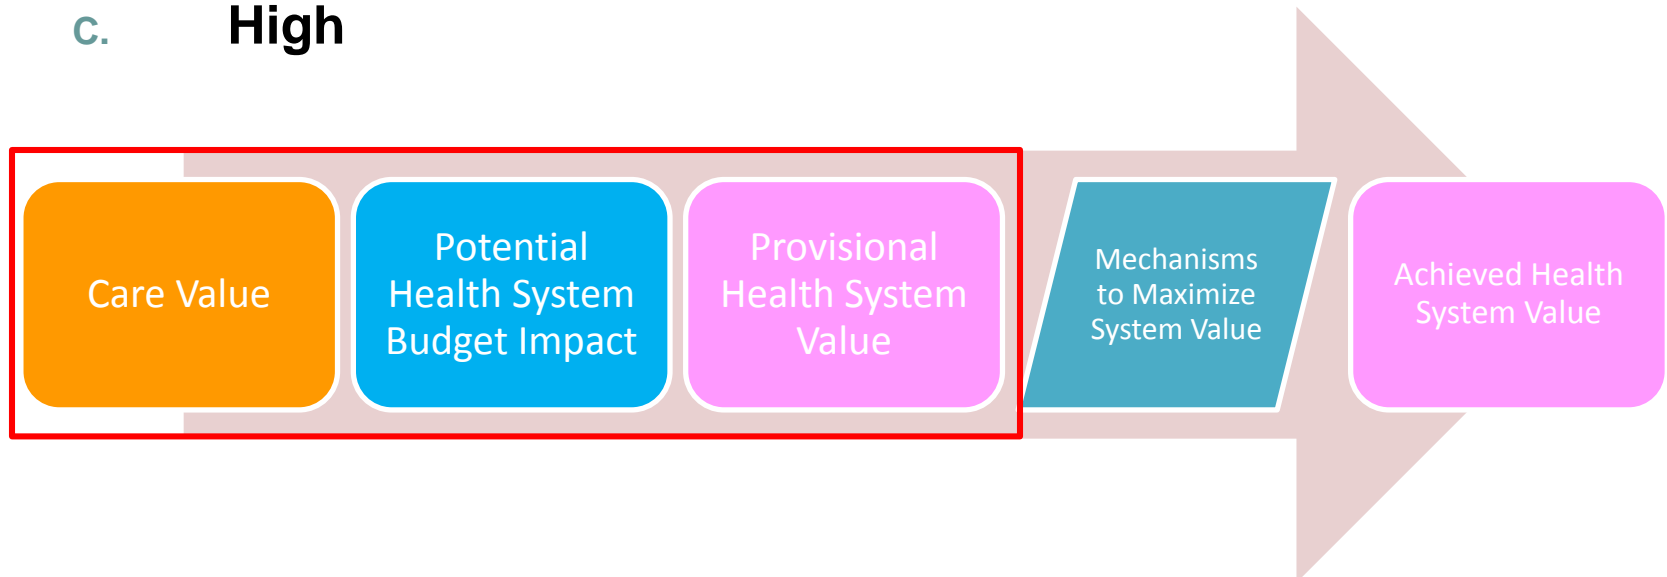 C. High
Care Value
Potential
Health System
Budget Impact
Provisional
Health System
Value
Mechanisms
to Maximize
System Value
Achieved Health
System Value